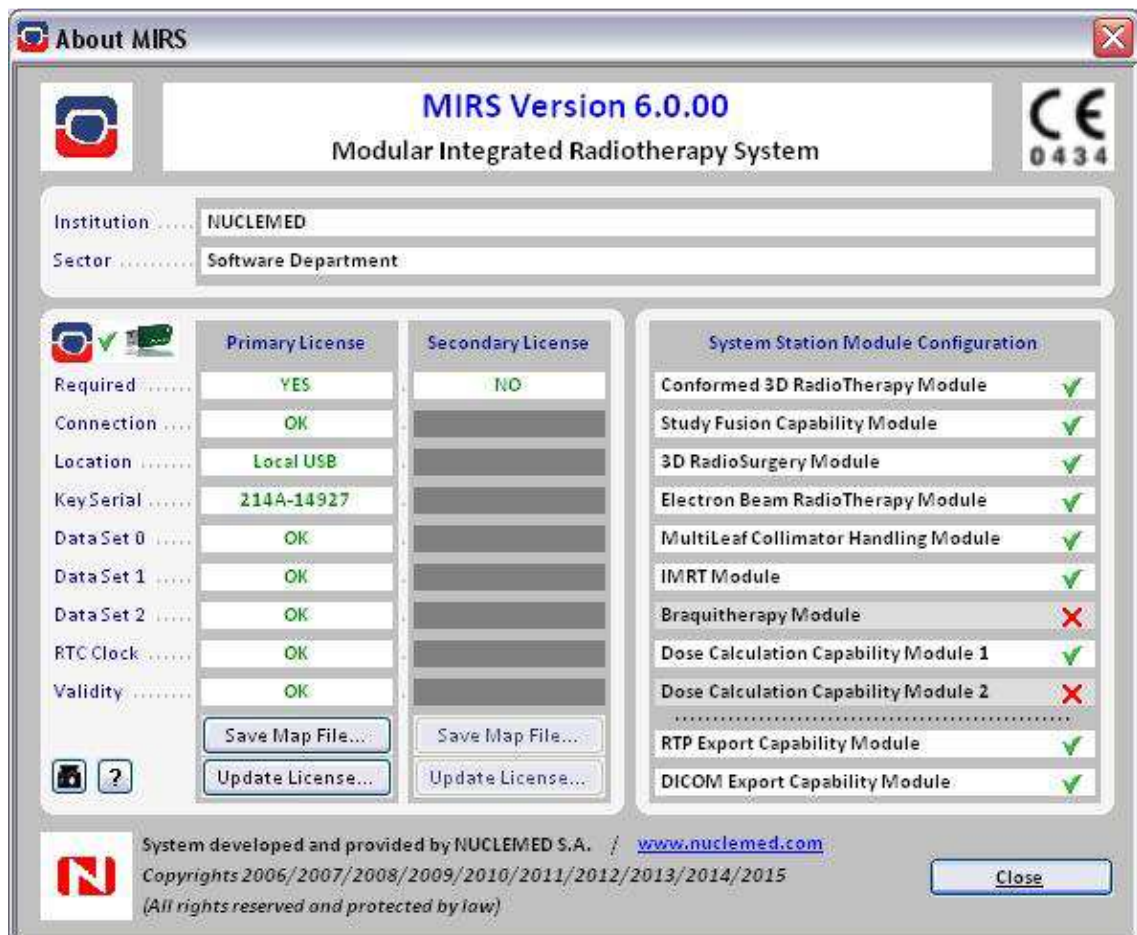 About MIRS
MIRS Version 6.0.00
Modular Integrated Radiotherapy System
CE
0434
Institution ..... NUCLEMED
Sector .......... Software Department
Primary License Secondary License
Required ...... YES . NO
Connection .... OK
Location ....... Local USB
Key Serial ...... 214A-14927
Data Set 0 ..... OK
Data Set 1 ..... OK
Data Set 2 ..... OK
RTC Clock ...... OK
Validity ........ OK
Save Map File... Save Map File...
? Update License... Update License...
System Station Module Configuration
Conformed 3D RadioTherapy Module
Study Fusion Capability Module
3D RadioSurgery Module
Electron Beam RadioTherapy Module
MultiLeaf Collimator Handling Module
IMRT Module
Braquitherapy Module
Dose Calculation Capability Module 1
Dose Calculation Capability Module 2
RTP Export Capability Module
DICOM Export Capability Module
N
System developed and provided by NUCLEMED S.A. / www.nuclemed.com
Copyrights 2006/2007/2008/2009/2010/2011/2012/2013/2014/2015
(All rights reserved and protected by law)
Close